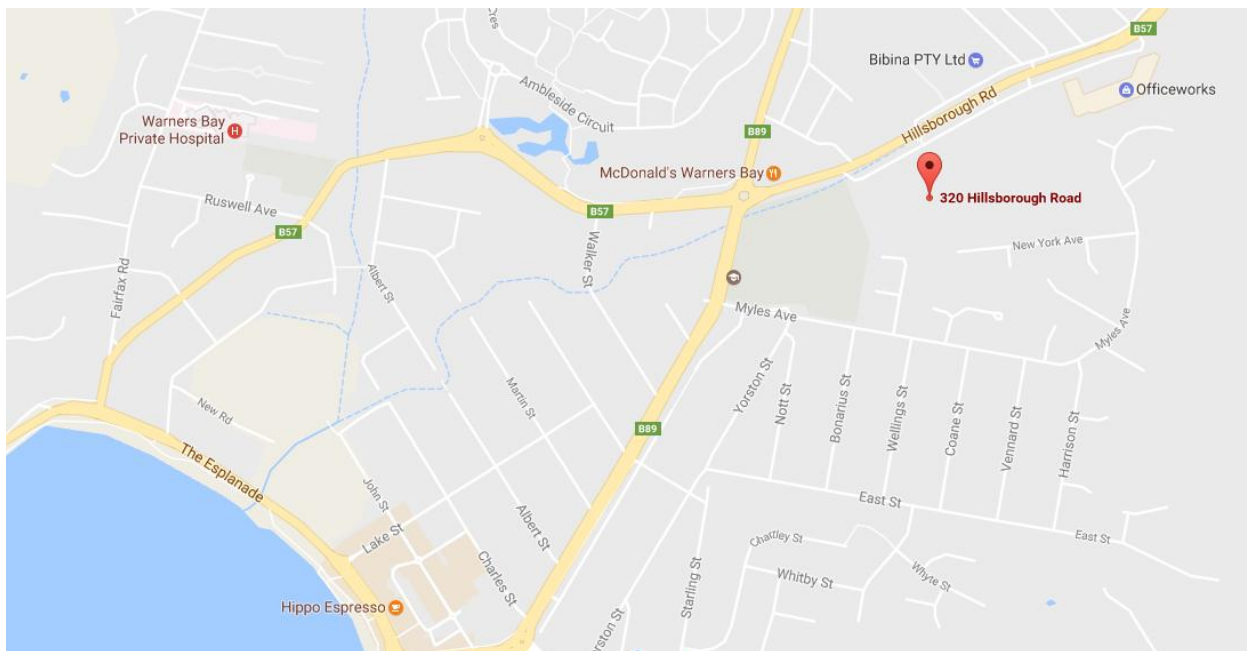 B57
Cres
Bibina PTY Ltd
Officeworks
Ambleside Circuit
Hillsborough Rd
Warners Bay
Private Hospital
H
B89
McDonald's Warners Bay
320 Hillsborough Road
Ruswell Ave
B57
B57
Walker St
New York Ave
Fairfax Rd
Albert St
Myles Ave
Myles Ave
Martin St
Yorston St
Nott St
Bonarius St
Wellings St
Coane St
Vennard St
Harrison St
New Rd
B89
The Esplanade
John St
Lake St
Albert St
Charles St
East St
East St
Chartley St
Whitby St
Whyte St
Starling St
Hippo Espresso
rston St